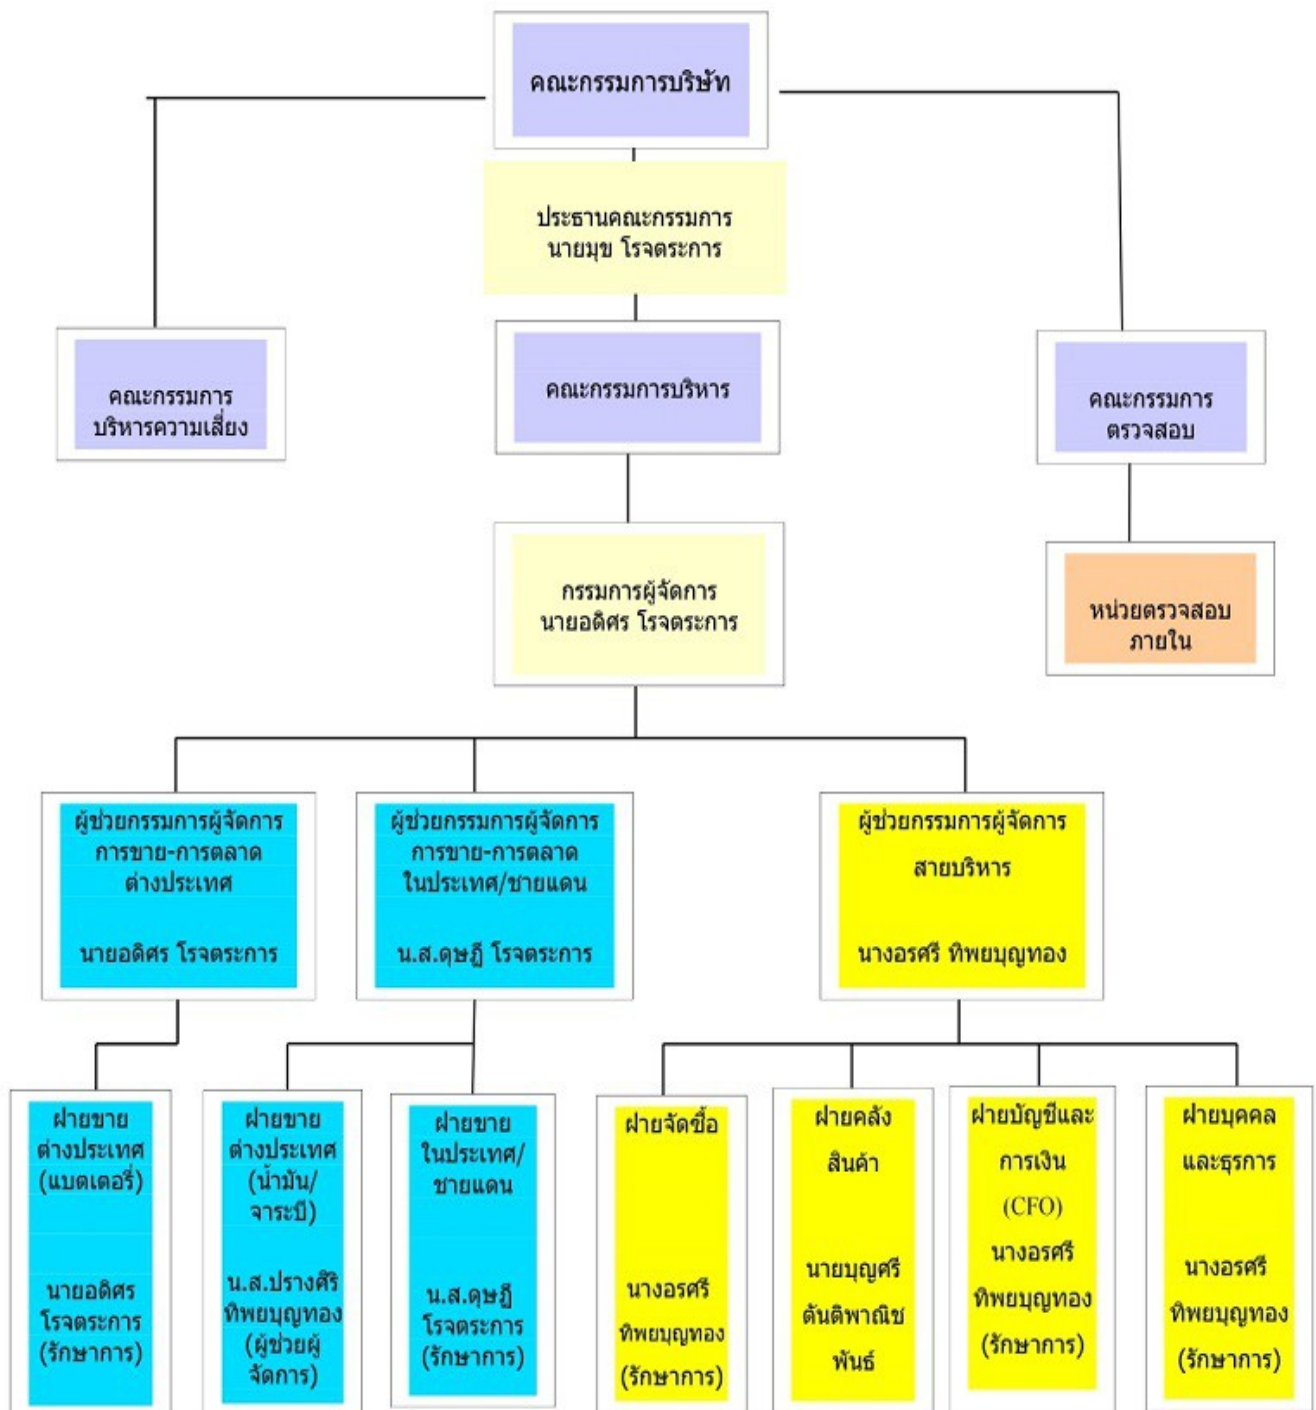 คณะกรรมการบริษัท
ประธานคณะกรรมการ
นายมุข โรจตระการ
คณะกรรมการ
บริหารความเสี่ยง
คณะกรรมการบริหาร
คณะกรรมการ
ตรวจสอบ
กรรมการผู้จัดการ
นายอดิศร โรจตระการ
หน่วยตรวจสอบ
ภายใน
ผู้ช่วยกรรมการผู้จัดการ
การขาย-การตลาด
ต่างประเทศ
นายอดิศร โรจตระการ
ผู้ช่วยกรรมการผู้จัดการ
การขาย-การตลาด
ในประเทศ/ชายแดน
น.ส.ดุษฎี โรจตระการ
ผู้ช่วยกรรมการผู้จัดการ
สายบริหาร
นางอรศรี ทิพยบุญทอง
ฝ่ายขาย
ต่างประเทศ
(แบตเตอรี่)
นายอดิศร
โรจตระการ
(รักษาการ)
ฝ่ายขาย
ต่างประเทศ
(น้ำมัน/
จาระบี)
น.ส.ปรางศิริ
ทิพยบุญทอง
(ผู้ช่วยผู้
จัดการ)
ฝ่ายขาย
ในประเทศ/
ชายแดน
น.ส.ดุษฎี
โรจตระการ
(รักษาการ)
ฝ่ายจัดซื้อ
นางอรศรี
ทิพยบุญทอง
(รักษาการ)
ฝ่ายคลัง
สินค้า
นายบุญศรี
ตันติพาณิช
พันธ์
ฝ่ายบัญชีและ
การเงิน
(CFO)
นางอรศรี
ทิพยบุญทอง
(รักษาการ)
ฝ่ายบุคคล
และธุรการ
นางอรศรี
ทิพยบุญทอง
(รักษาการ)